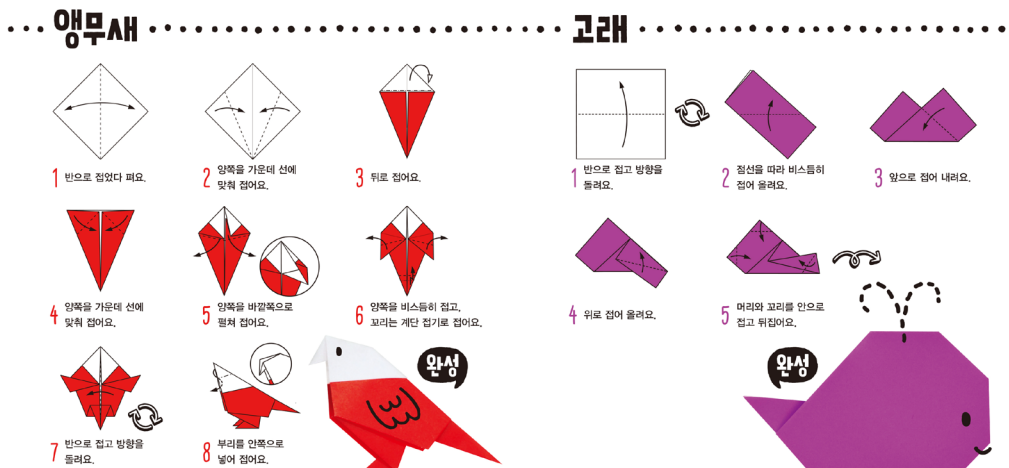 앵무새
1 반으로 접었다 펴요.
2 양쪽을 가운데 선에
맞춰 접어요.
3 뒤로 접어요.
4 양쪽을 가운데 선에
맞춰 접어요.
5 양쪽을 바깥쪽으로
펼쳐 접어요.
6 양쪽을 비스듬히 접고,
꼬리는 계단 접기로 접어요.
7 반으로 접고 방향을
돌려요.
8 부리를 안쪽으로
넣어 접어요.
완성
고래
1 반으로 접고 방향을
돌려요.
2 점선을 따라 비스듬히
접어 올려요.
3 앞으로 접어 내려요.
4 위로 접어 올려요.
5 머리와 꼬리를 안으로
접고 뒤집어요.
완성